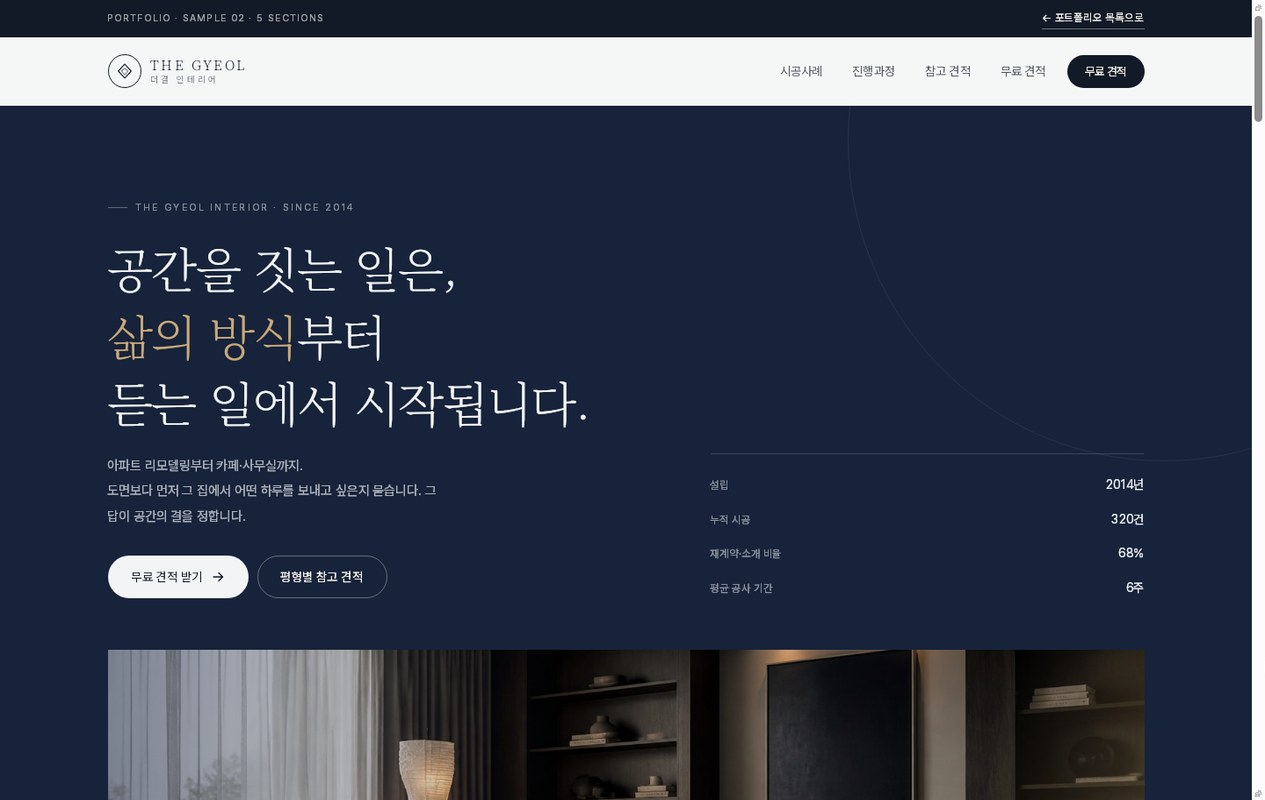 PORTFOLIO · SAMPLE 02 · 5 SECTIONS
← 포트폴리오 목록으로
THE GYEOL
더결 인테리어
시공사례
진행과정
참고 견적
무료 견적
무료 견적
THE GYEOL INTERIOR · SINCE 2014
공간을 짓는 일은,
삶의 방식부터
듣는 일에서 시작됩니다.
아파트 리모델링부터 카페·사무실까지.
도면보다 먼저 그 집에서 어떤 하루를 보내고 싶은지 묻습니다. 그
답이 공간의 결을 정합니다.
무료 견적 받기 →
평형별 참고 견적
설립 2014년
누적 시공 320건
재계약·소개 비율 68%
평균 공사 기간 6주